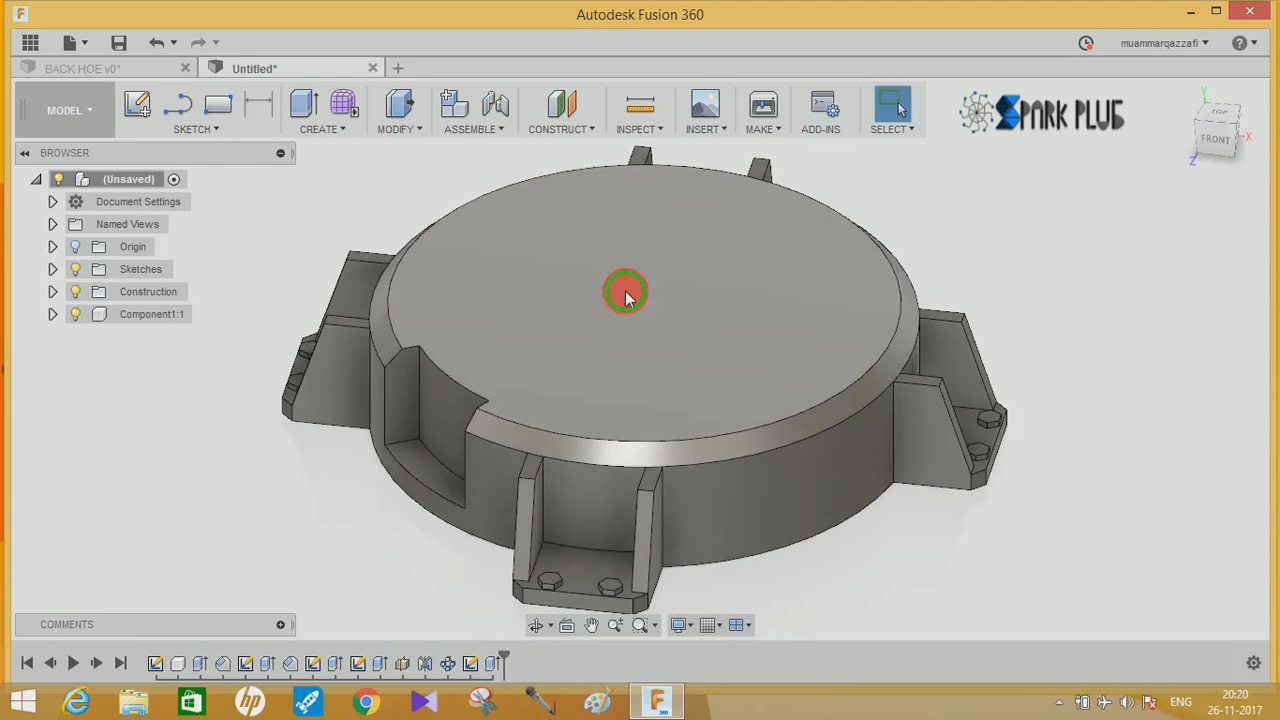 Autodesk Fusion 360
muammarqazzafi
BACK HOE v0*
Untitled*
MODEL
SKETCH
CREATE
MODIFY
ASSEMBLE
CONSTRUCT
INSPECT
INSERT
MAKE
ADD-INS
SELECT
SPARK PLUG
TOP
FRONT
Y
X
Z
BROWSER
(Unsaved)
Document Settings
Named Views
Origin
Sketches
Construction
Component1:1
COMMENTS
ENG
20:20
26-11-2017